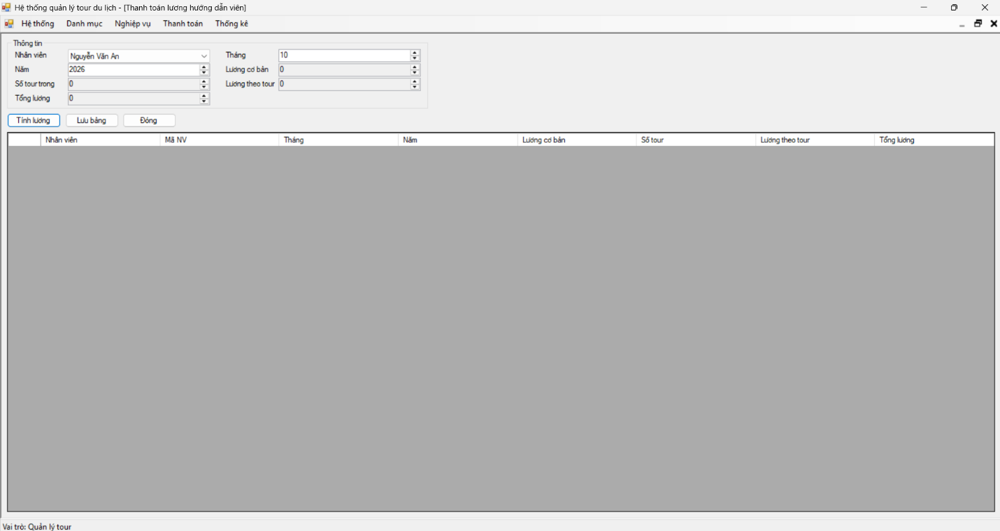 Hệ thống quản lý tour du lịch - [Thanh toán lương hướng dẫn viên]
Hệ thống Danh mục Nghiệp vụ Thanh toán Thống kê
Thông tin
Nhân viên Nguyễn Văn An Tháng 10
Năm 2026 Lương cơ bản 0
Số tour trong 0 Lương theo tour 0
Tổng lương 0
Tính lương Lưu bảng Đóng
Nhân viên Mã NV Tháng Năm Lương cơ bản Số tour Lương theo tour Tổng lương
Vai trò: Quản lý tour